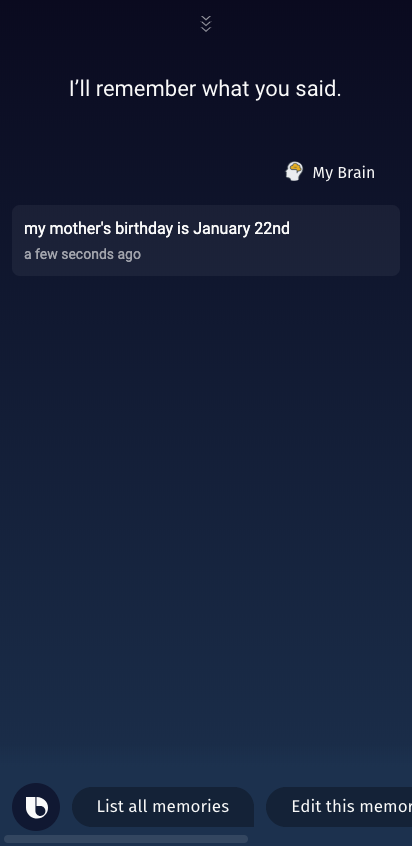 I’ll remember what you said.
My Brain
my mother's birthday is January 22nd
a few seconds ago
List all memories
Edit this memor